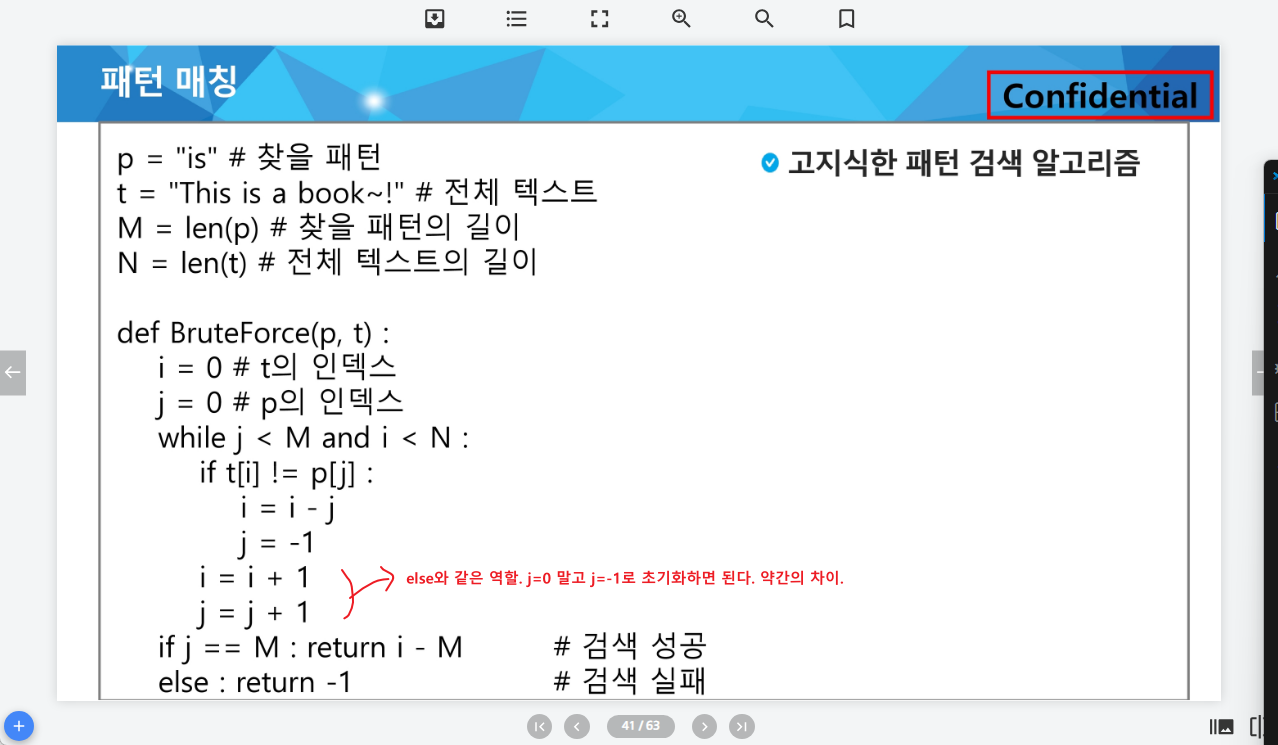 패턴 매칭
Confidential
p = "is" # 찾을 패턴
t = "This is a book~!" # 전체 텍스트
M = len(p) # 찾을 패턴의 길이
N = len(t) # 전체 텍스트의 길이
고지식한 패턴 검색 알고리즘
def BruteForce(p, t) :
i = 0 # t의 인덱스
j = 0 # p의 인덱스
while j < M and i < N :
if t[i] != p[j] :
i = i - j
j = -1
i = i + 1
j = j + 1
else와 같은 역할. j=0 말고 j=-1로 초기화하면 된다. 약간의 차이.
if j == M : return i - M # 검색 성공
else : return -1 # 검색 실패
41 / 63